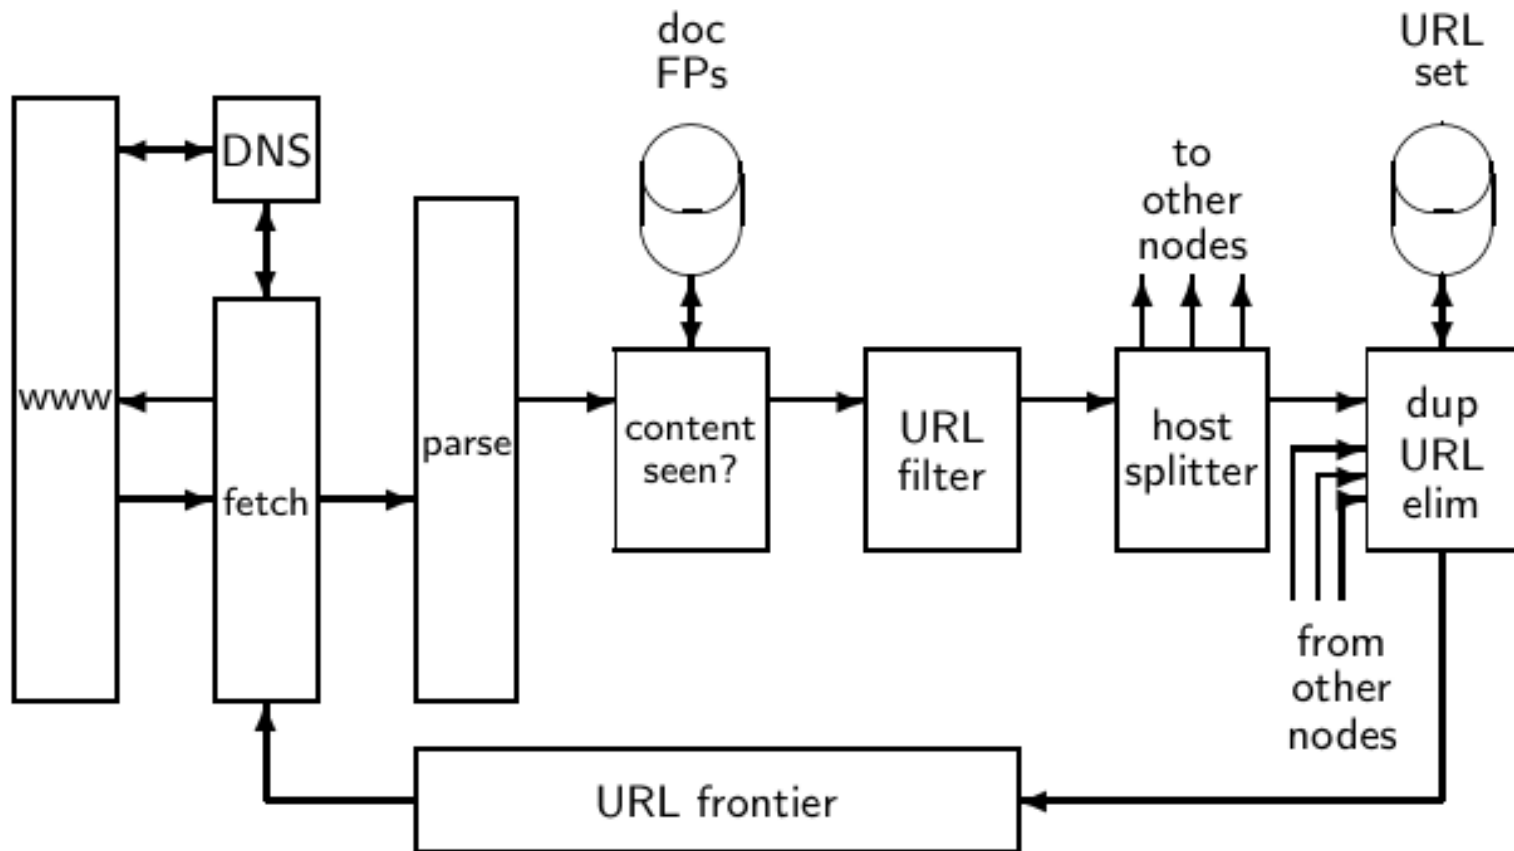 doc
FPs
URL
set
DNS
to
other
nodes
www
parse
fetch
content
seen?
URL
filter
host
splitter
dup
URL
elim
from
other
nodes
URL frontier